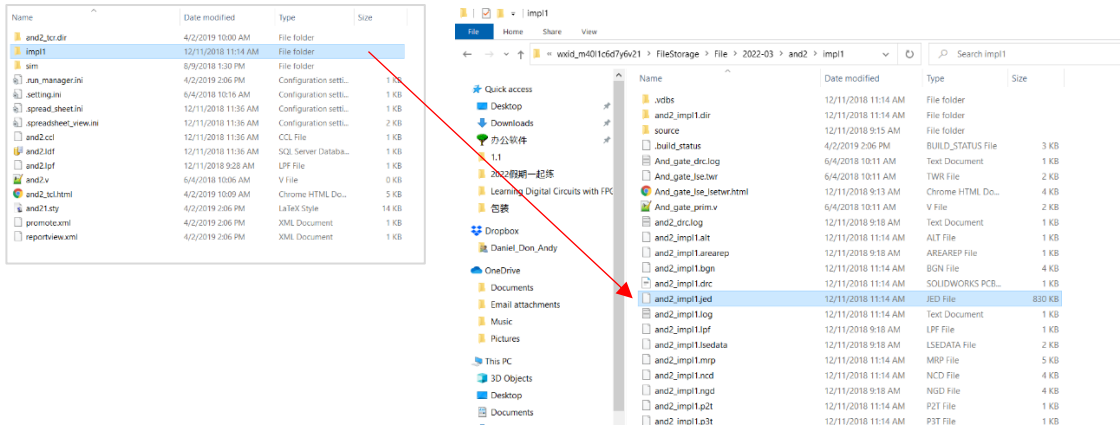 Name Date modified Type Size
and2_tcr.dir 4/2/2019 10:00 AM File folder
impl1 12/11/2018 11:14 AM File folder
sim 8/9/2018 1:30 PM File folder
.run_manager.ini 4/2/2019 2:06 PM Configuration setti... 1 KB
.setting.ini 6/4/2018 10:16 AM Configuration setti... 1 KB
.spread_sheet.ini 12/11/2018 11:36 AM Configuration setti... 1 KB
.spreadsheet_view.ini 12/11/2018 11:36 AM Configuration setti... 2 KB
and2.ccl 12/11/2018 11:36 AM CCL File 1 KB
and2.ldf 12/11/2018 11:36 AM SQL Server Databa... 1 KB
and2.lpf 12/11/2018 9:28 AM LPF File 1 KB
and2.v 6/4/2018 10:06 AM V File 0 KB
and2_tcl.html 4/2/2019 10:09 AM Chrome HTML Do... 5 KB
and21.sty 4/2/2019 2:06 PM LaTeX Style 14 KB
promote.xml 4/2/2019 2:06 PM XML Document 1 KB
reportview.xml 4/2/2019 2:06 PM XML Document 1 KB
impl1
File Home Share View
« wxid_m40l1c6d7y6v21 › FileStorage › File › 2022-03 › and2 › impl1
Search impl1
Quick access
Desktop
Downloads
办公软件
1.1
2022假期一起练
Learning Digital Circuits with FPG
包装
Dropbox
Daniel_Don_Andy
OneDrive
Documents
Email attachments
Music
Pictures
This PC
3D Objects
Desktop
Documents
Name Date modified Type Size
.vdbs 12/11/2018 11:14 AM File folder
and2_impl1.dir 12/11/2018 11:14 AM File folder
source 12/11/2018 9:15 AM File folder
.build_status 4/2/2019 2:06 PM BUILD_STATUS File 3 KB
And_gate_drc.log 6/4/2018 10:11 AM Text Document 1 KB
And_gate_lse.twr 6/4/2018 10:11 AM TWR File 2 KB
And_gate_lse_lsetwr.html 12/11/2018 9:13 AM Chrome HTML Do... 4 KB
And_gate_prim.v 6/4/2018 10:11 AM V File 2 KB
and2_drc.log 12/11/2018 9:18 AM Text Document 1 KB
and2_impl1.alt 12/11/2018 11:14 AM ALT File 1 KB
and2_impl1.arearep 12/11/2018 9:18 AM AREAREP File 1 KB
and2_impl1.bgn 12/11/2018 11:14 AM BGN File 4 KB
and2_impl1.drc 12/11/2018 11:14 AM SOLIDWORKS PCB... 1 KB
and2_impl1.jed 12/11/2018 11:14 AM JED File 830 KB
and2_impl1.log 12/11/2018 11:14 AM Text Document 1 KB
and2_impl1.lpf 12/11/2018 9:18 AM LPF File 1 KB
and2_impl1.lsedata 12/11/2018 9:18 AM LSEDATA File 2 KB
and2_impl1.mrp 12/11/2018 11:14 AM MRP File 5 KB
and2_impl1.ncd 12/11/2018 11:14 AM NCD File 4 KB
and2_impl1.ngd 12/11/2018 9:18 AM NGD File 4 KB
and2_impl1.p2t 12/11/2018 11:14 AM P2T File 1 KB
and2_impl1.p3t 12/11/2018 11:14 AM P3T File 1 KB